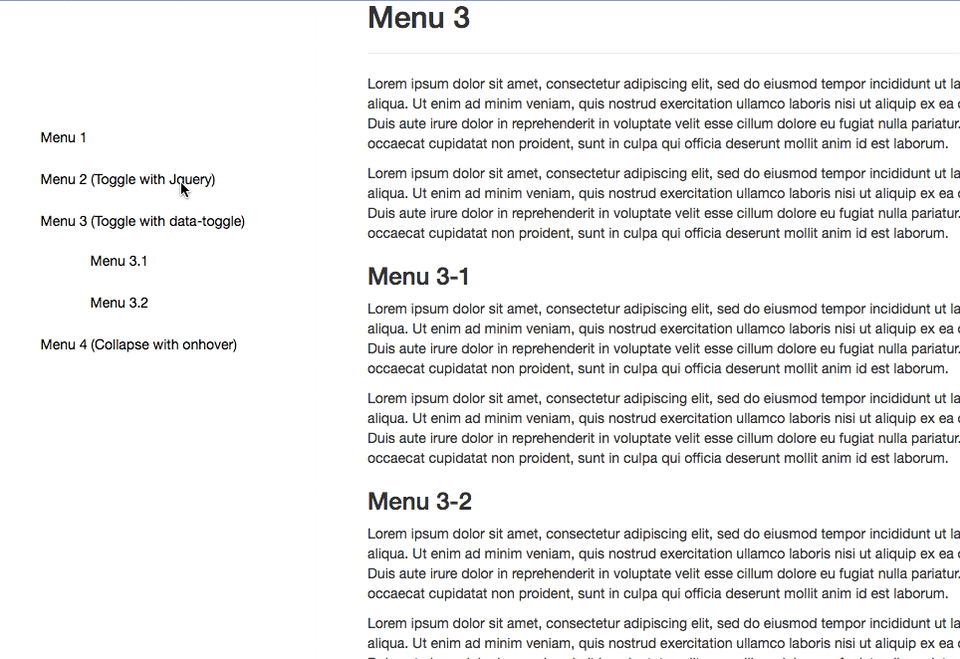 Menu 1
Menu 2 (Toggle with Jquery)
Menu 3 (Toggle with data-toggle)
Menu 3.1
Menu 3.2
Menu 4 (Collapse with onhover)
Menu 3
Lorem ipsum dolor sit amet, consectetur adipiscing elit, sed do eiusmod tempor incididunt ut la
aliqua. Ut enim ad minim veniam, quis nostrud exercitation ullamco laboris nisi ut aliquip ex ea
Duis aute irure dolor in reprehenderit in voluptate velit esse cillum dolore eu fugiat nulla pariatur.
occaecat cupidatat non proident, sunt in culpa qui officia deserunt mollit anim id est laborum.
Lorem ipsum dolor sit amet, consectetur adipiscing elit, sed do eiusmod tempor incididunt ut la
aliqua. Ut enim ad minim veniam, quis nostrud exercitation ullamco laboris nisi ut aliquip ex ea
Duis aute irure dolor in reprehenderit in voluptate velit esse cillum dolore eu fugiat nulla pariatur.
occaecat cupidatat non proident, sunt in culpa qui officia deserunt mollit anim id est laborum.
Menu 3-1
Lorem ipsum dolor sit amet, consectetur adipiscing elit, sed do eiusmod tempor incididunt ut la
aliqua. Ut enim ad minim veniam, quis nostrud exercitation ullamco laboris nisi ut aliquip ex ea
Duis aute irure dolor in reprehenderit in voluptate velit esse cillum dolore eu fugiat nulla pariatur.
occaecat cupidatat non proident, sunt in culpa qui officia deserunt mollit anim id est laborum.
Lorem ipsum dolor sit amet, consectetur adipiscing elit, sed do eiusmod tempor incididunt ut la
aliqua. Ut enim ad minim veniam, quis nostrud exercitation ullamco laboris nisi ut aliquip ex ea
Duis aute irure dolor in reprehenderit in voluptate velit esse cillum dolore eu fugiat nulla pariatur.
occaecat cupidatat non proident, sunt in culpa qui officia deserunt mollit anim id est laborum.
Menu 3-2
Lorem ipsum dolor sit amet, consectetur adipiscing elit, sed do eiusmod tempor incididunt ut la
aliqua. Ut enim ad minim veniam, quis nostrud exercitation ullamco laboris nisi ut aliquip ex ea
Duis aute irure dolor in reprehenderit in voluptate velit esse cillum dolore eu fugiat nulla pariatur.
occaecat cupidatat non proident, sunt in culpa qui officia deserunt mollit anim id est laborum.
Lorem ipsum dolor sit amet, consectetur adipiscing elit, sed do eiusmod tempor incididunt ut la
aliqua. Ut enim ad minim veniam, quis nostrud exercitation ullamco laboris nisi ut aliquip ex ea